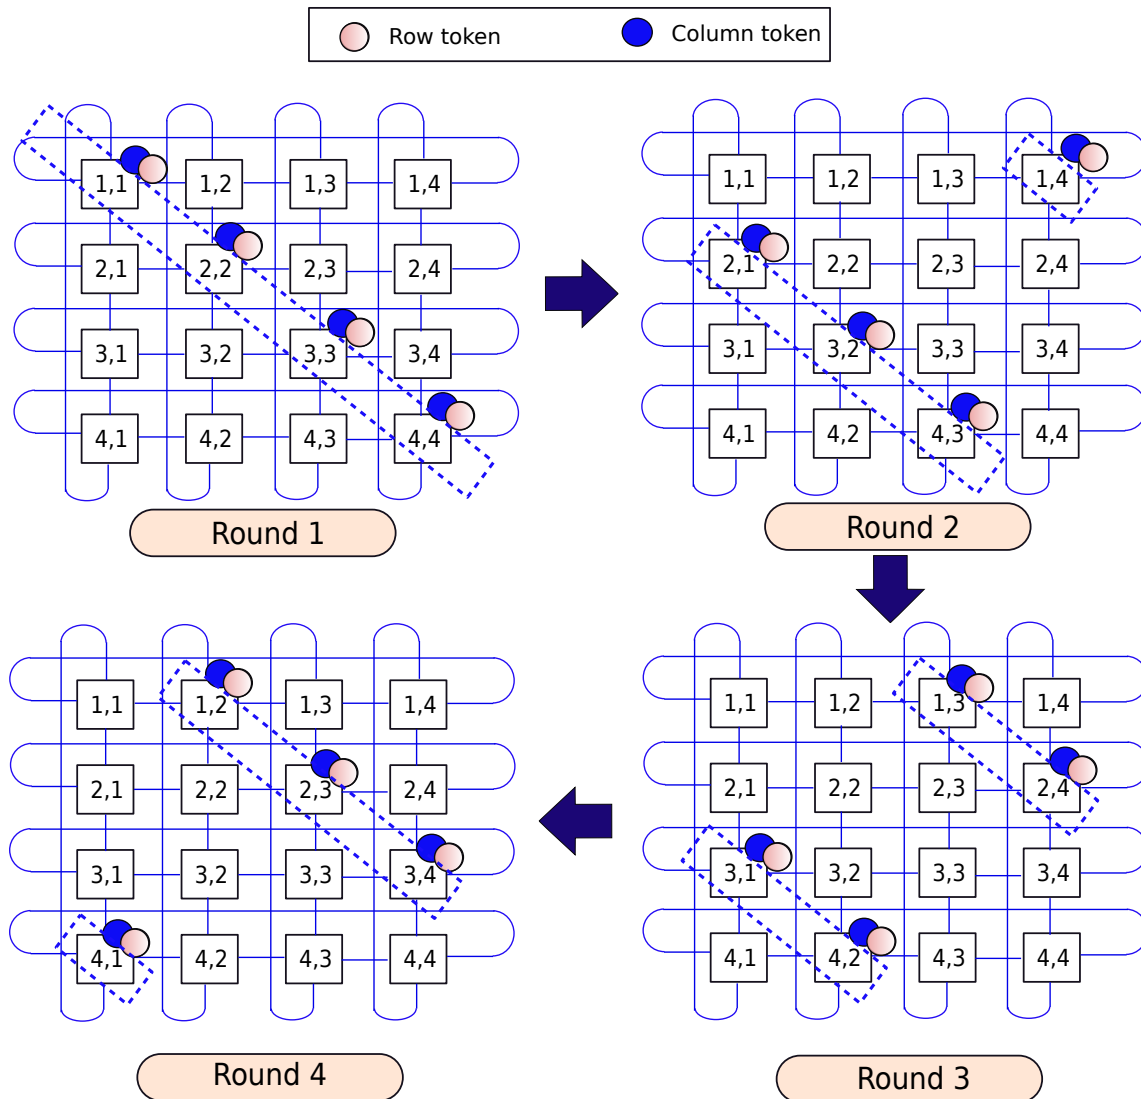 Row token
Column token
1,1 1,2 1,3 1,4
2,1 2,2 2,3 2,4
3,1 3,2 3,3 3,4
4,1 4,2 4,3 4,4
Round 1
1,1 1,2 1,3 1,4
2,1 2,2 2,3 2,4
3,1 3,2 3,3 3,4
4,1 4,2 4,3 4,4
Round 2
1,1 1,2 1,3 1,4
2,1 2,2 2,3 2,4
3,1 3,2 3,3 3,4
4,1 4,2 4,3 4,4
Round 4
1,1 1,2 1,3 1,4
2,1 2,2 2,3 2,4
3,1 3,2 3,3 3,4
4,1 4,2 4,3 4,4
Round 3